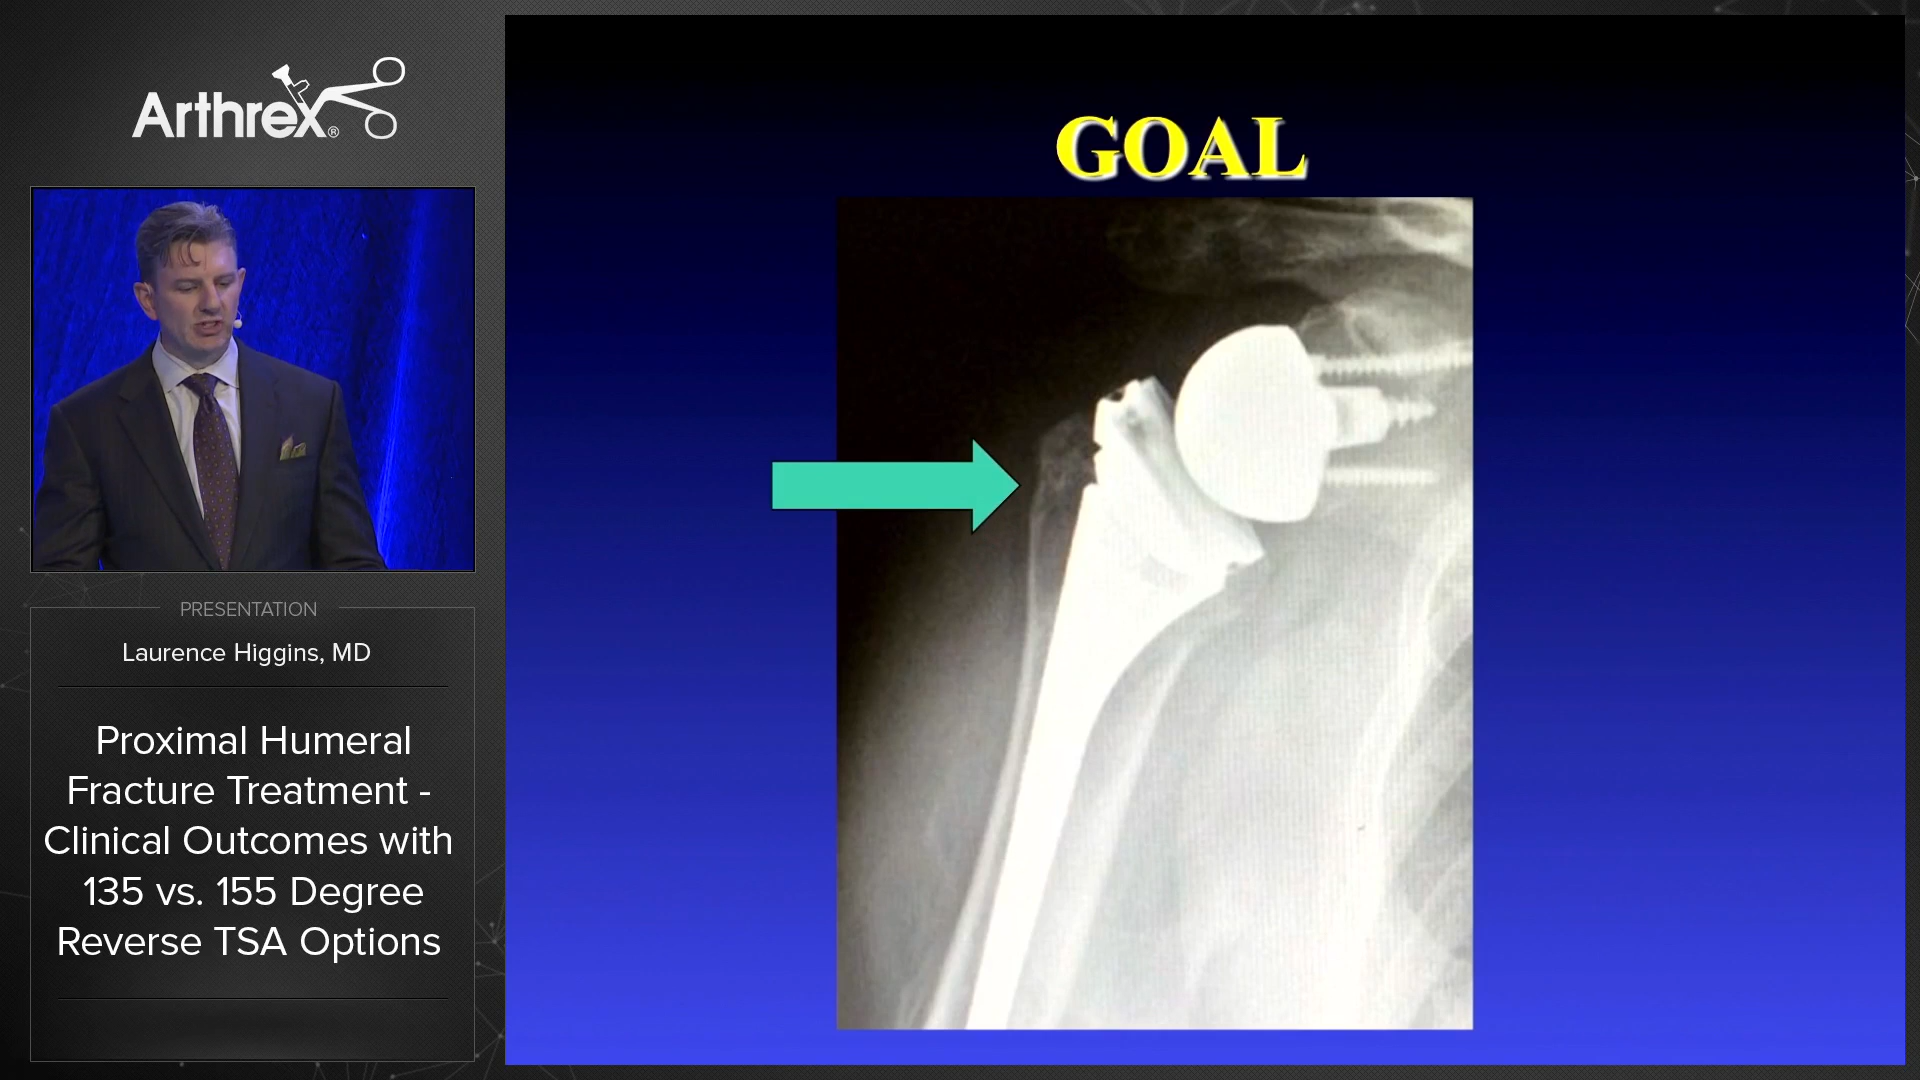 Arthrex®
GOAL
PRESENTATION
Laurence Higgins, MD
Proximal Humeral
Fracture Treatment -
Clinical Outcomes with
135 vs. 155 Degree
Reverse TSA Options